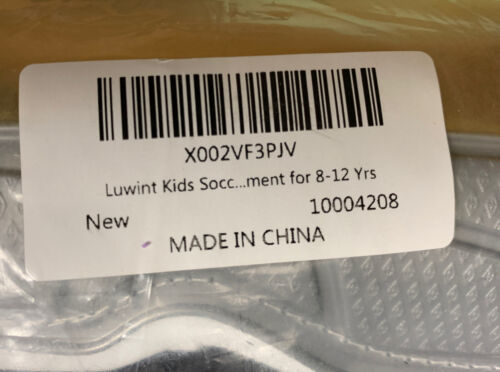 X002VF3PJV
Luwint Kids Socc...ment for 8-12 Yrs
New 10004208
MADE IN CHINA